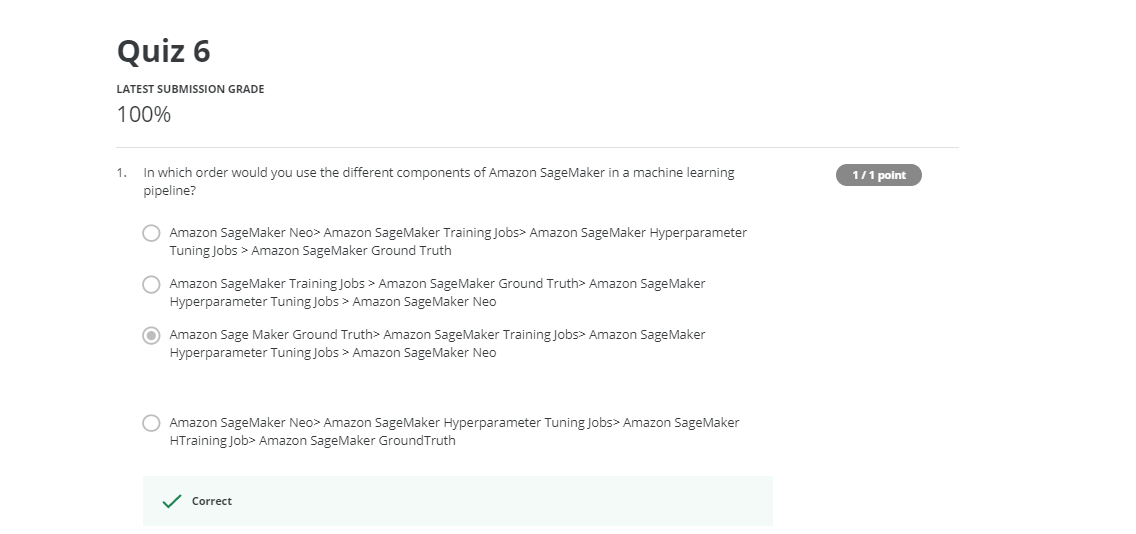 Quiz 6
LATEST SUBMISSION GRADE
100%
1. In which order would you use the different components of Amazon SageMaker in a machine learning
pipeline?
1 / 1 point
Amazon SageMaker Neo> Amazon SageMaker Training Jobs> Amazon SageMaker Hyperparameter
Tuning Jobs > Amazon SageMaker Ground Truth
Amazon SageMaker Training Jobs > Amazon SageMaker Ground Truth> Amazon SageMaker
Hyperparameter Tuning Jobs > Amazon SageMaker Neo
Amazon Sage Maker Ground Truth> Amazon SageMaker Training Jobs> Amazon SageMaker
Hyperparameter Tuning Jobs > Amazon SageMaker Neo
Amazon SageMaker Neo> Amazon SageMaker Hyperparameter Tuning Jobs> Amazon SageMaker
HTraining Job> Amazon SageMaker GroundTruth
Correct